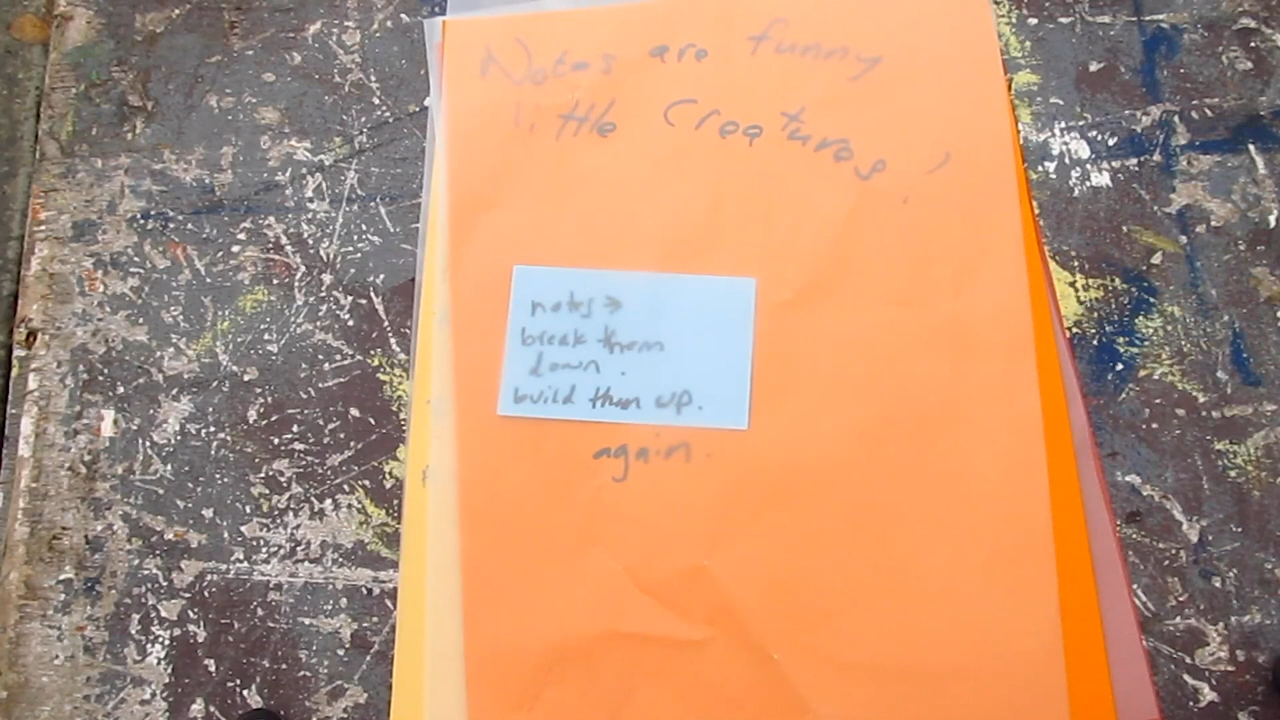 Notes are funny
little Creatures!
notes →
break them
down.
build them up.
again.